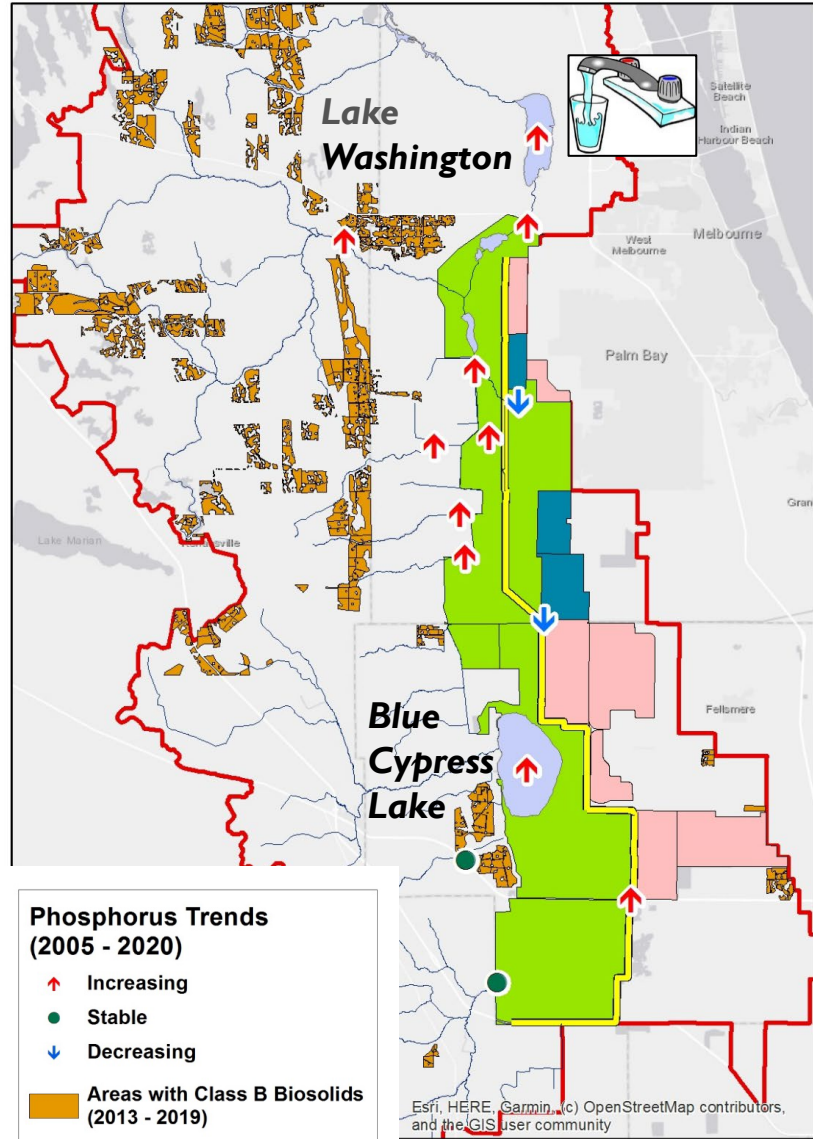 Lake
Washington
Satellite
Beach
Indian
Harbour Beach
West
Melbourne
Melbourne
Palm Bay
Gran
Lake Marian
Blue
Cypress
Lake
Fellsmere
Phosphorus Trends
(2005 - 2020)
Increasing
Stable
Decreasing
Areas with Class B Biosolids
(2013 - 2019)
Esri, HERE, Garmin, (c) OpenStreetMap contributors,
and the GIS user community